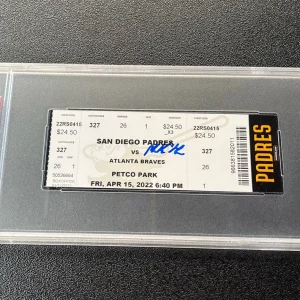 22RS0415
327
26
1
$24.50
22RS0415
$24.50
327
26
1
SAN DIEGO PADRES
VS
ATLANTA BRAVES
PETCO PARK
FRI, APR 15, 2022 6:40 PM
$24.50
327
26
1
PADRES